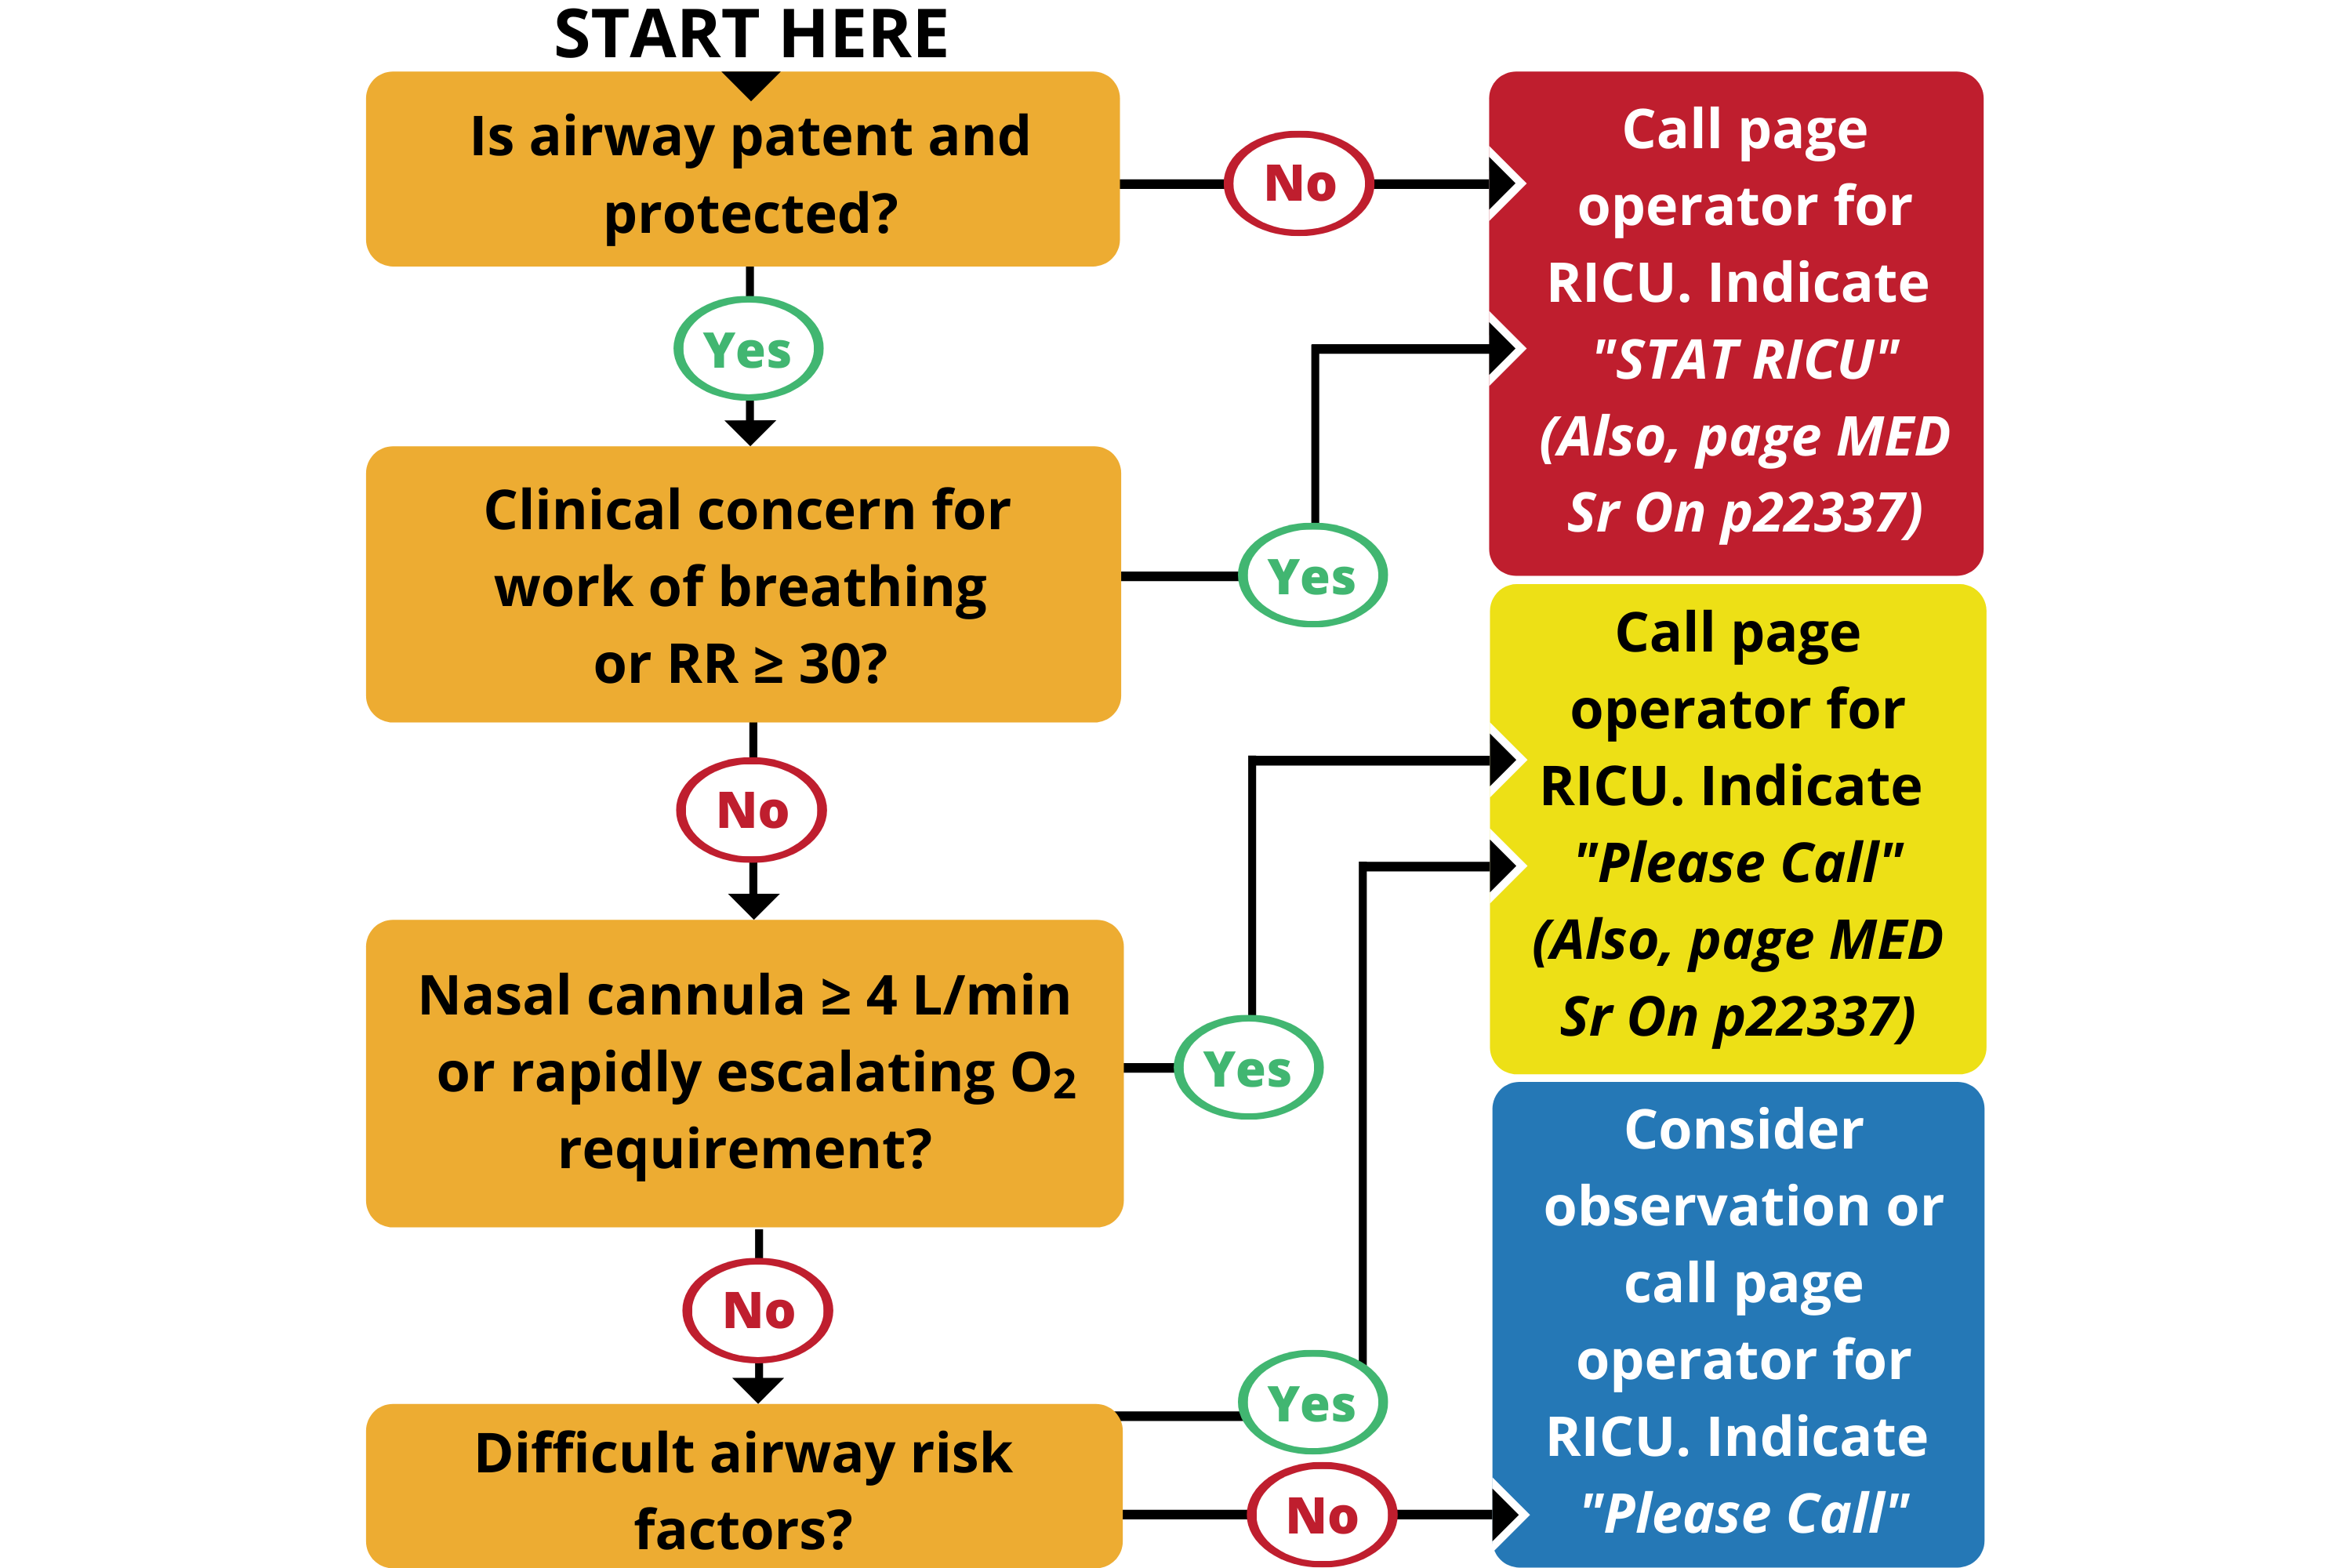 START HERE
Is airway patent and
protected?
No
Call page
operator for
RICU. Indicate
"STAT RICU"
(Also, page MED
Sr On p22337)
Yes
Clinical concern for
work of breathing
or RR ≥ 30?
Yes
No
Call page
operator for
RICU. Indicate
"Please Call"
(Also, page MED
Sr On p22337)
Nasal cannula ≥ 4 L/min
or rapidly escalating O₂
requirement?
Yes
No
Difficult airway risk
factors?
Yes
No
Consider
observation or
call page
operator for
RICU. Indicate
"Please Call"